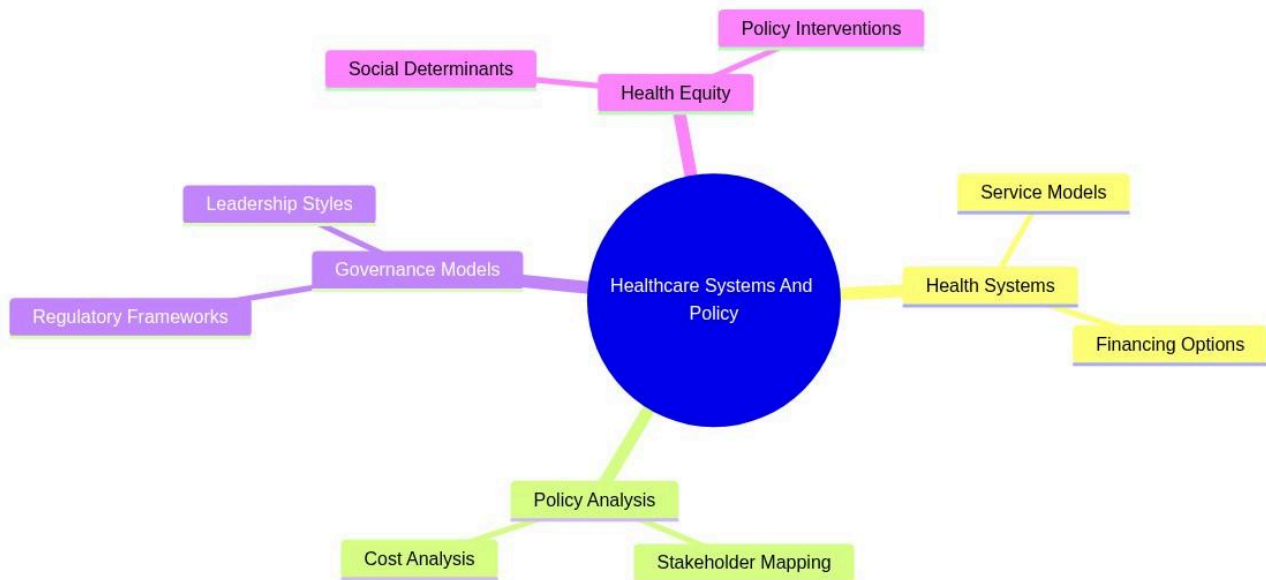 Policy Interventions
Social Determinants
Health Equity
Service Models
Leadership Styles
Governance Models
Health Systems
Healthcare Systems And
Policy
Regulatory Frameworks
Financing Options
Policy Analysis
Cost Analysis
Stakeholder Mapping